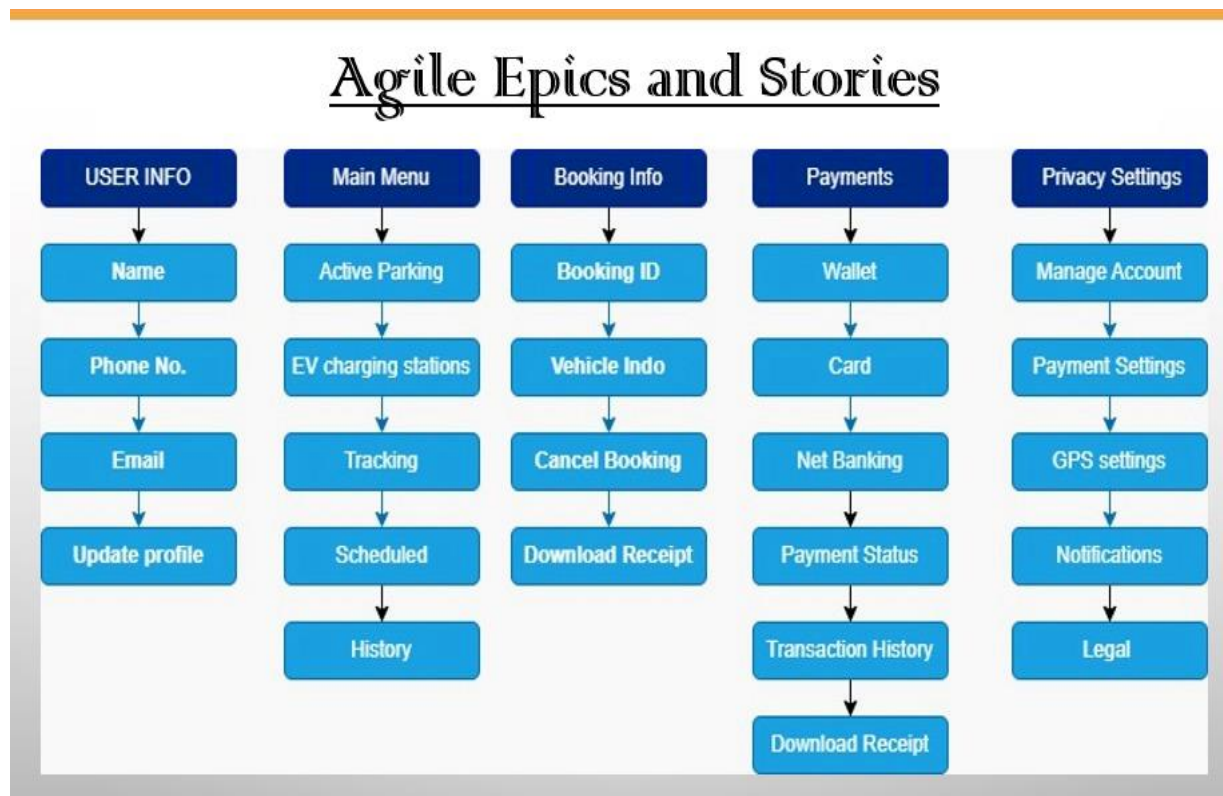 Agile Epics and Stories
USER INFO
Name
Phone No.
Email
Update profile
Main Menu
Active Parking
EV charging stations
Tracking
Scheduled
History
Booking Info
Booking ID
Vehicle Indo
Cancel Booking
Download Receipt
Payments
Wallet
Card
Net Banking
Payment Status
Transaction History
Download Receipt
Privacy Settings
Manage Account
Payment Settings
GPS settings
Notifications
Legal